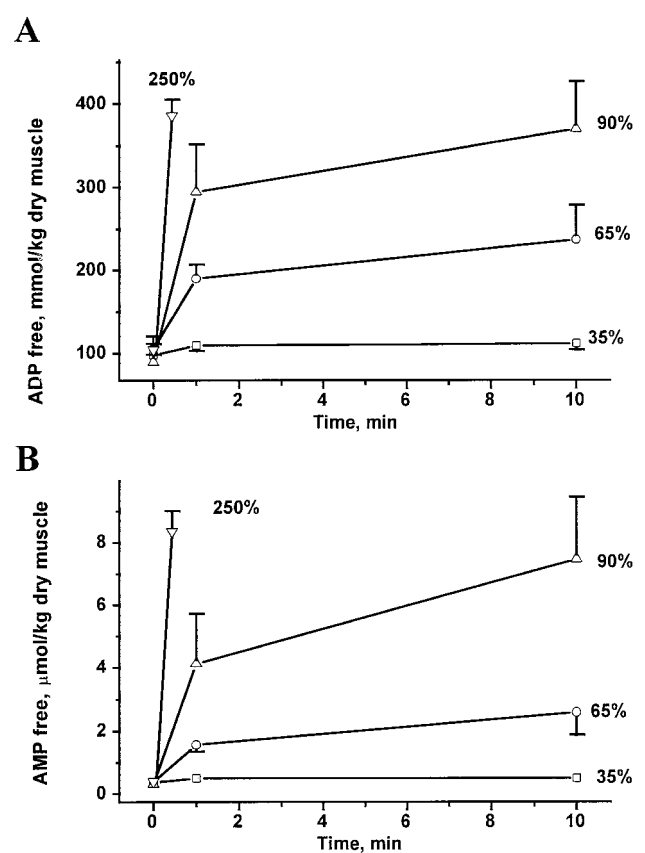 A
250%
400
300
200
100
ADP free, mmol/kg dry muscle
90%
65%
35%
0 2 4 6 8 10
Time, min
B
250%
8
6
4
2
0
AMP free, μmol/kg dry muscle
90%
65%
35%
0 2 4 6 8 10
Time, min